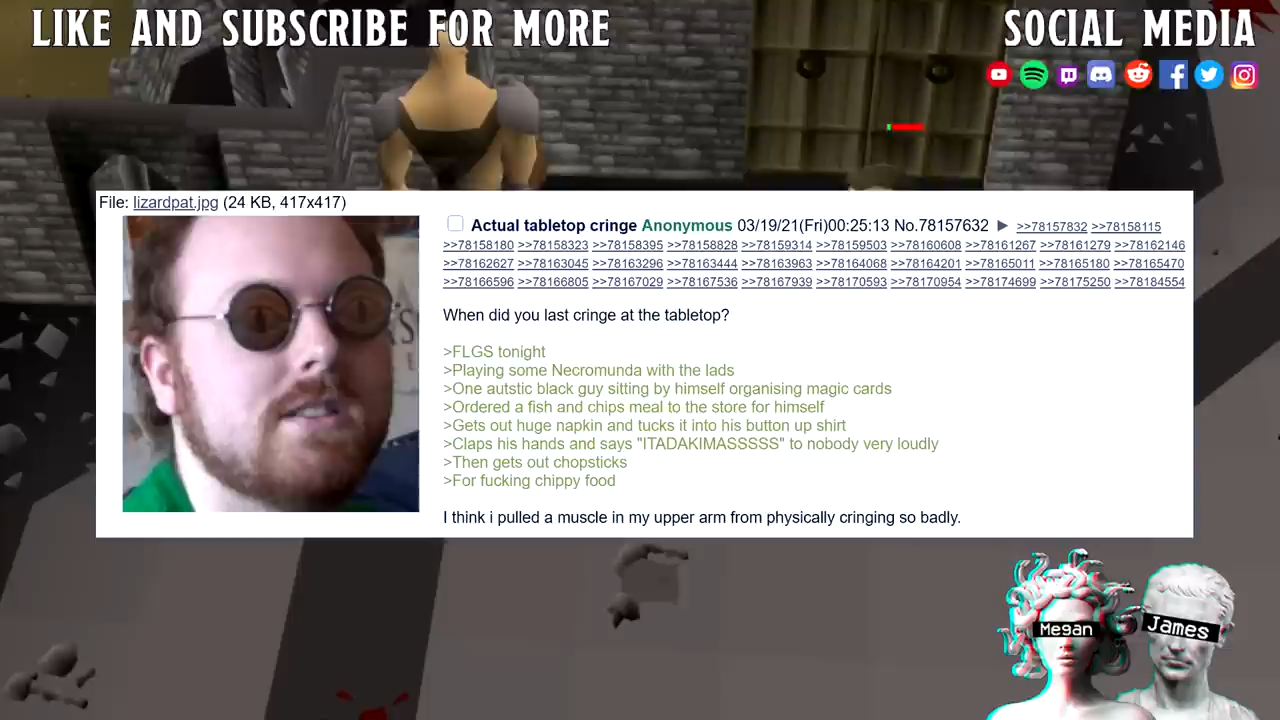 LIKE AND SUBSCRIBE FOR MORE
SOCIAL MEDIA
File: lizardpat.jpg (24 KB, 417x417)
Actual tabletop cringe Anonymous 03/19/21(Fri)00:25:13 No.78157632 ▶ >>78157832 >>78158115
>>78158180 >>78158323 >>78158395 >>78158828 >>78159314 >>78159503 >>78160608 >>78161267 >>78161279 >>78162146
>>78162627 >>78163045 >>78163296 >>78163444 >>78163963 >>78164068 >>78164201 >>78165011 >>78165180 >>78165470
>>78166596 >>78166805 >>78167029 >>78167536 >>78167939 >>78170593 >>78170954 >>78174699 >>78175250 >>78184554
When did you last cringe at the tabletop?
>FLGS tonight
>Playing some Necromunda with the lads
>One autstic black guy sitting by himself organising magic cards
>Ordered a fish and chips meal to the store for himself
>Gets out huge napkin and tucks it into his button up shirt
>Claps his hands and says "ITADAKIMASSSSS" to nobody very loudly
>Then gets out chopsticks
>For fucking chippy food
I think i pulled a muscle in my upper arm from physically cringing so badly.
Megan
James